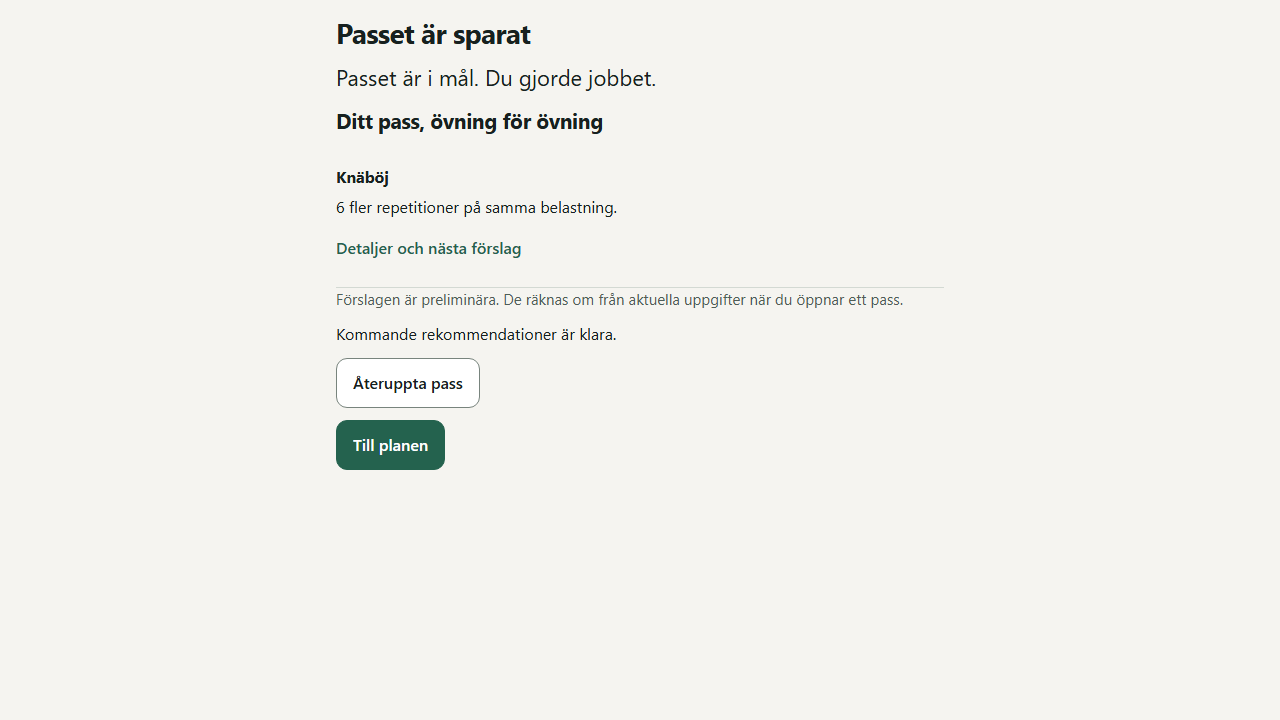 Passet är sparat
Passet är i mål. Du gjorde jobbet.
Ditt pass, övning för övning
Knäböj
6 fler repetitioner på samma belastning.
Detaljer och nästa förslag
Förslagen är preliminära. De räknas om från aktuella uppgifter när du öppnar ett pass.
Kommande rekommendationer är klara.
Återuppta pass
Till planen